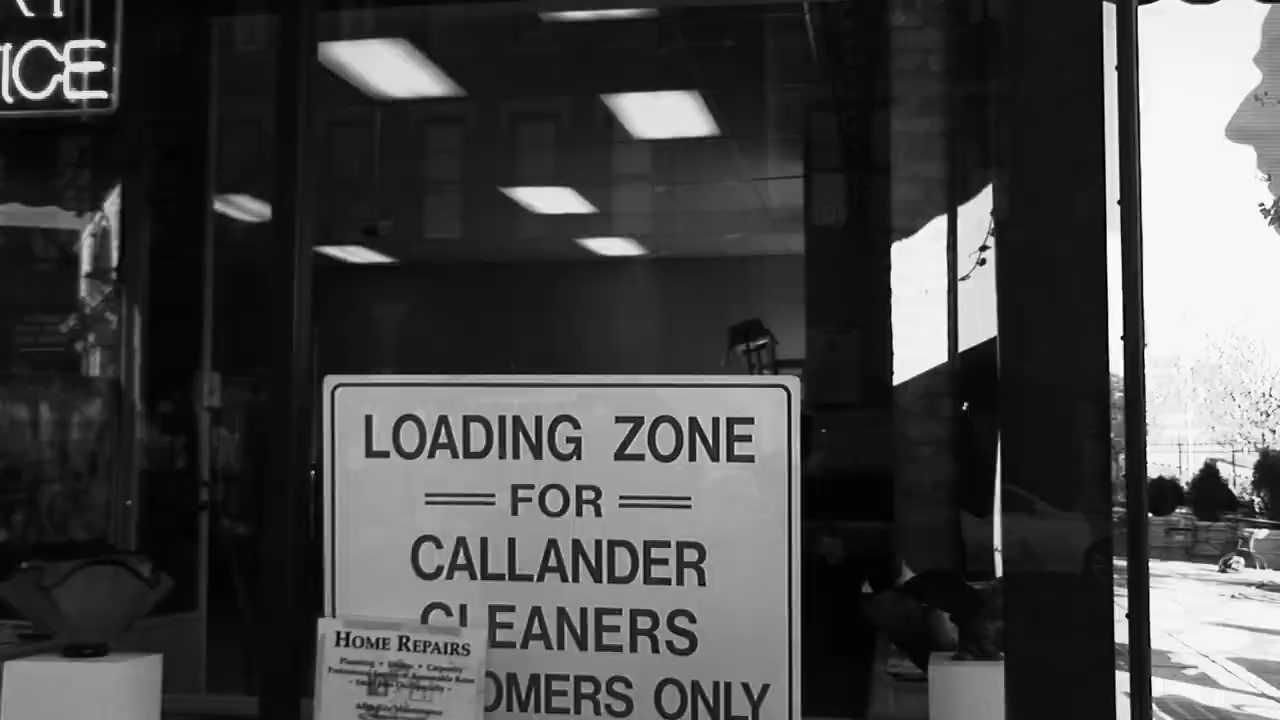 ICE
LOADING ZONE
FOR
CALLANDER
CLEANERS
OMERS ONLY
HOME REPAIRS